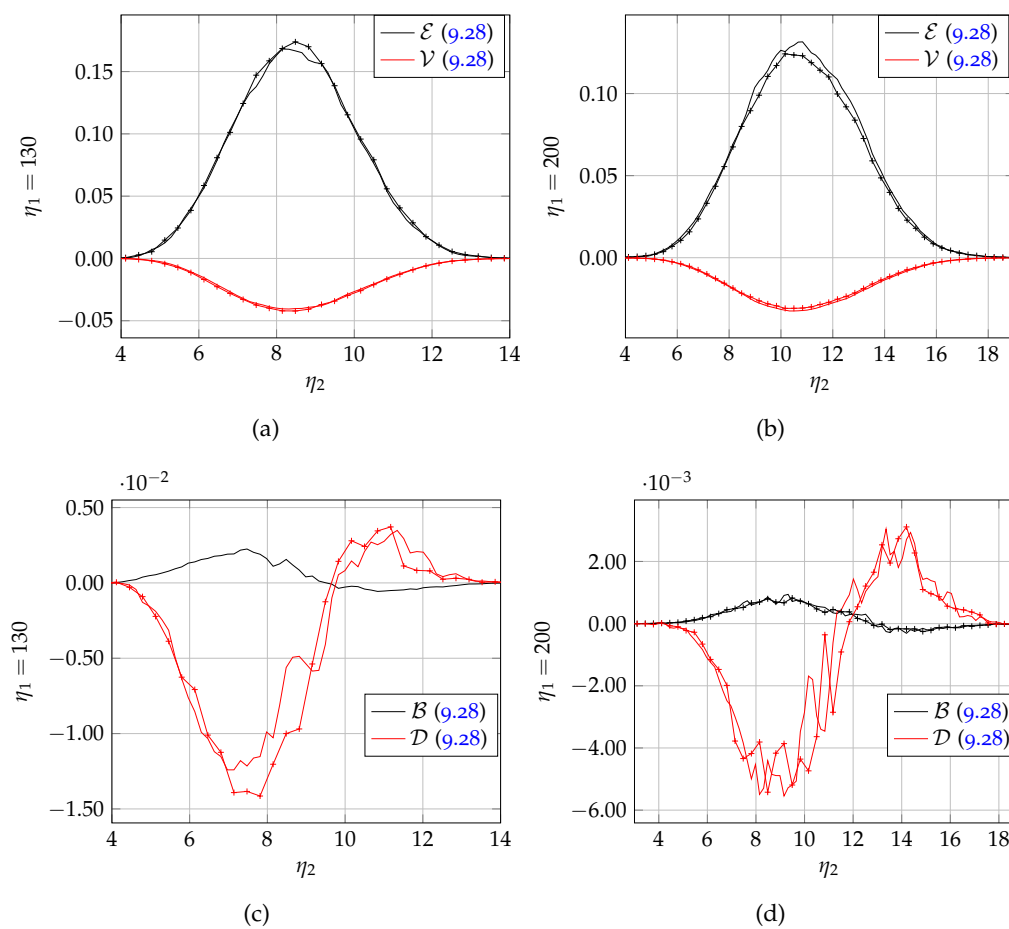 ℰ (9.28)
𝒱 (9.28)
0.15
0.10
0.05
0.00
−0.05
η₁ = 130
4 6 8 10 12 14
η₂
(a)
ℰ (9.28)
𝒱 (9.28)
0.10
0.05
0.00
η₁ = 200
4 6 8 10 12 14 16 18
η₂
(b)
·10⁻²
0.50
0.00
−0.50
−1.00
−1.50
η₁ = 130
ℬ (9.28)
𝒟 (9.28)
4 6 8 10 12 14
η₂
(c)
·10⁻³
2.00
0.00
−2.00
−4.00
−6.00
η₁ = 200
ℬ (9.28)
𝒟 (9.28)
4 6 8 10 12 14 16 18
η₂
(d)